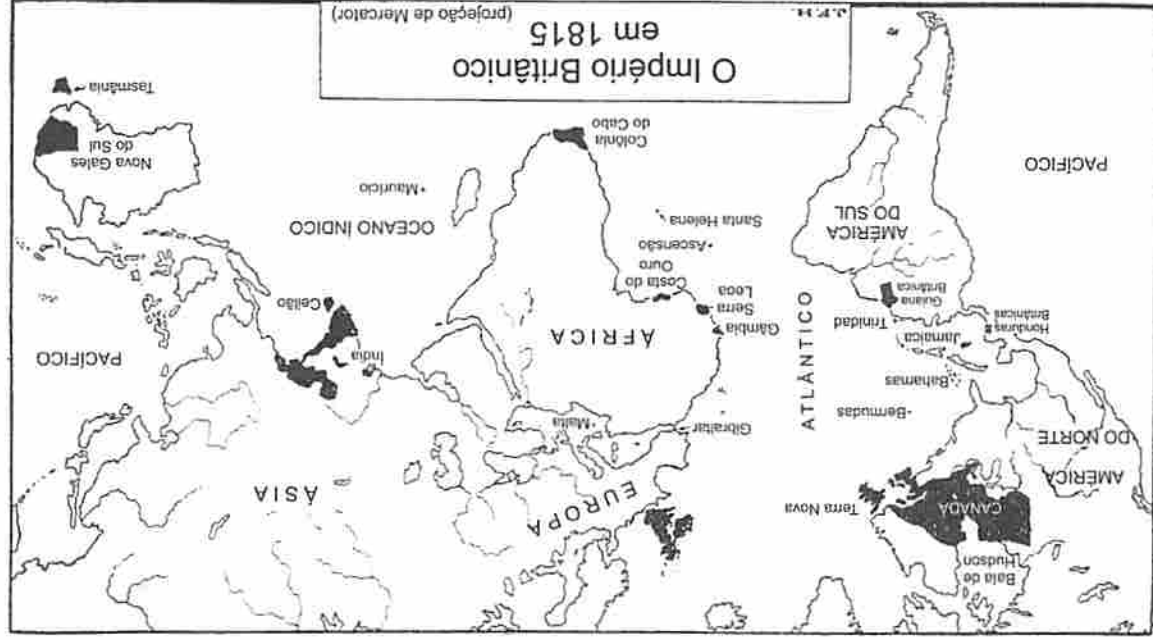 Baía de
Hudson
CANADÁ
Terra Nova
AMÉRICA
DO NORTE
Bermudas
Bahamas
Jamaica
Honduras
Britânicas
Trinidad
Guiana
Britânica
AMÉRICA
DO SUL
PACÍFICO
ATLÂNTICO
EUROPA
Gibraltar
Malta
ÁSIA
ÁFRICA
Gâmbia
Serra
Leoa
Costa do
Ouro
Ascensão
Santa Helena
Colônia
do Cabo
Índia
Ceilão
OCEANO ÍNDICO
Maurício
PACÍFICO
Nova Gales
do Sul
Tasmânia
O Império Britânico
em 1815
(projeção de Mercator)
J.F.H.